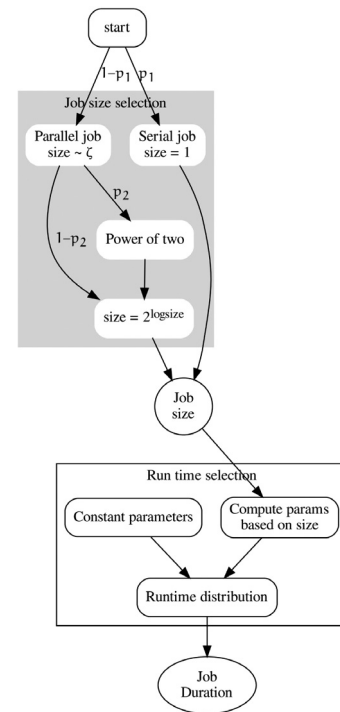 start
1−p₁ p₁
Job size selection
Parallel job
size ~ ζ
Serial job
size = 1
p₂
1−p₂
Power of two
size = 2^logsize
Job
size
Run time selection
Constant parameters
Compute params
based on size
Runtime distribution
Job
Duration